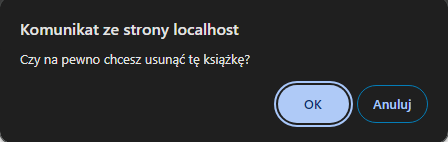 Komunikat ze strony localhost
Czy na pewno chcesz usunąć tę książkę?
OK Anuluj